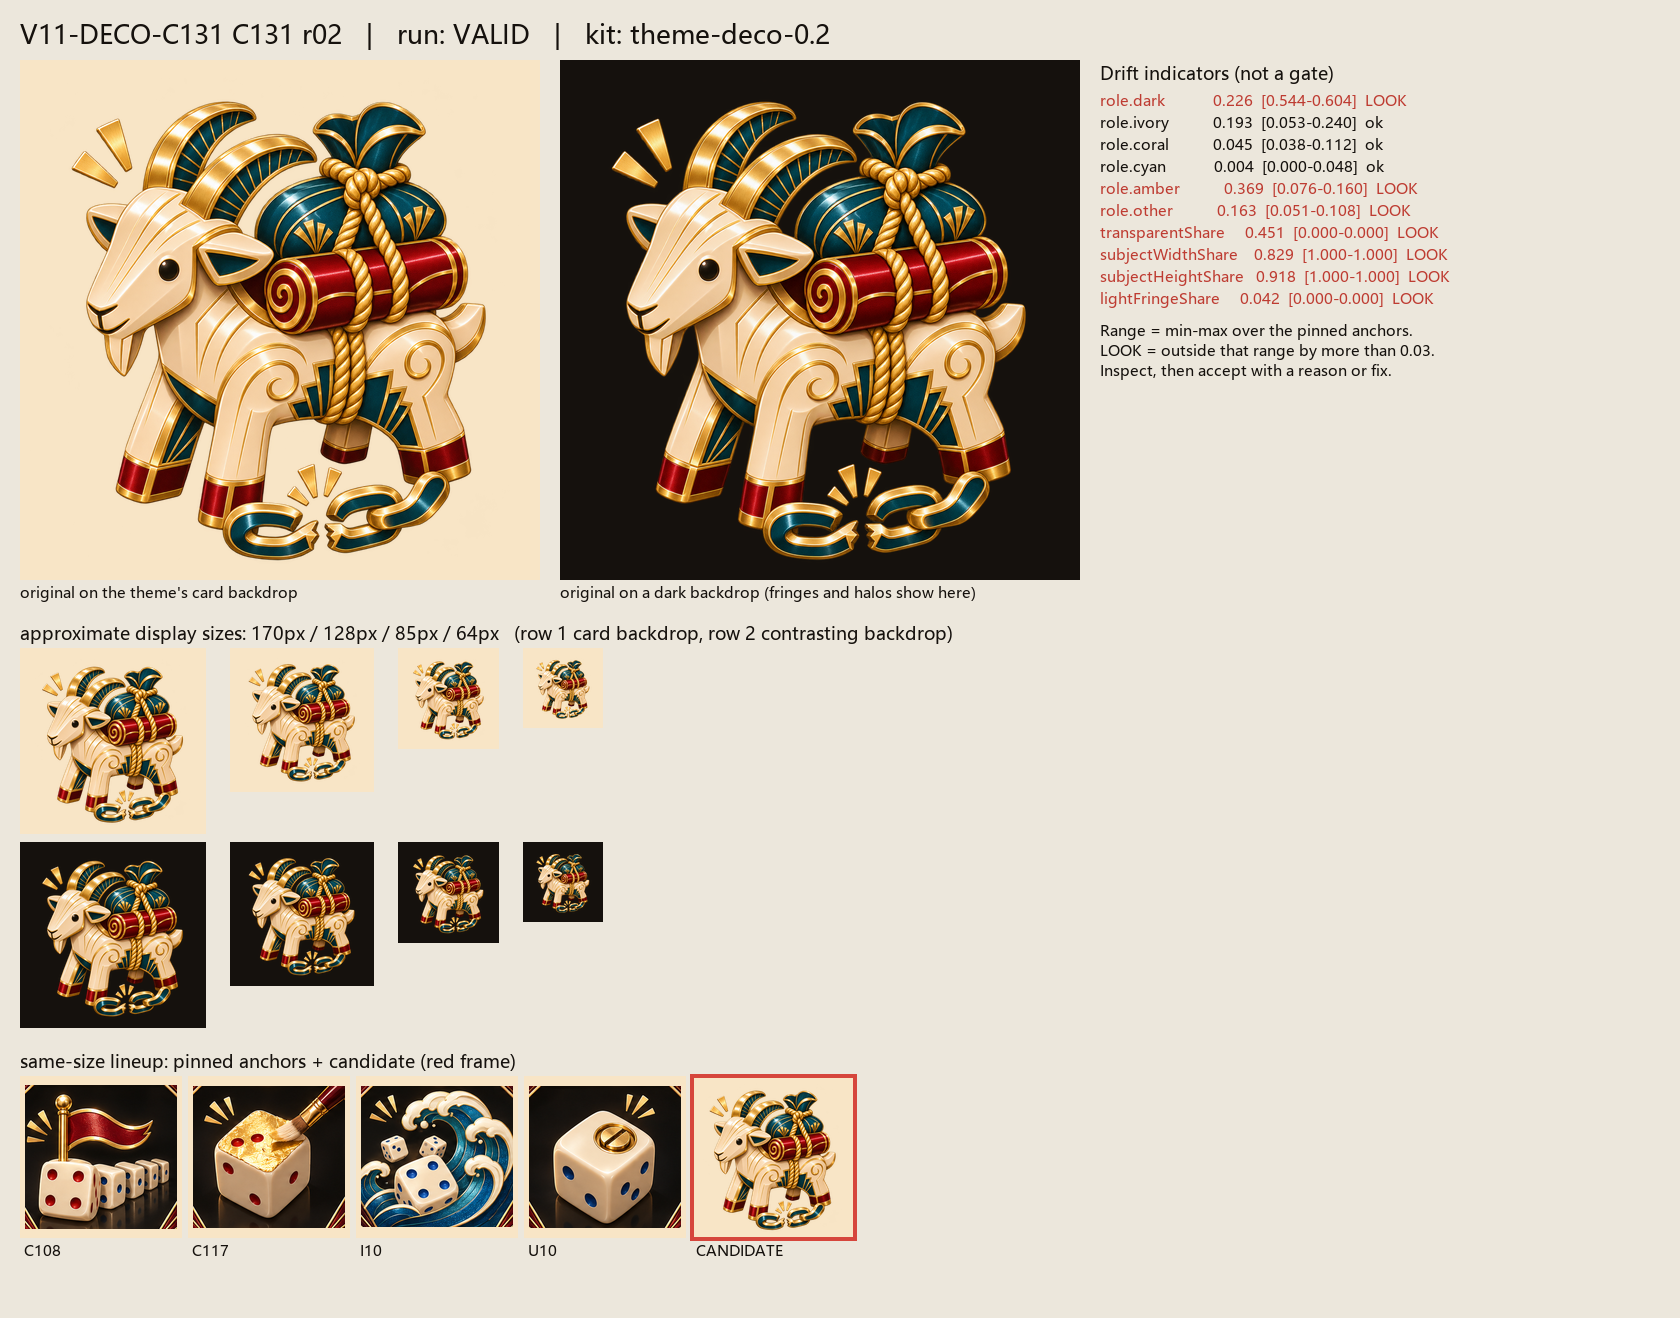 V11-DECO-C131 C131 r02 | run: VALID | kit: theme-deco-0.2
Drift indicators (not a gate)
role.dark 0.226 [0.544-0.604] LOOK
role.ivory 0.193 [0.053-0.240] ok
role.coral 0.045 [0.038-0.112] ok
role.cyan 0.004 [0.000-0.048] ok
role.amber 0.369 [0.076-0.160] LOOK
role.other 0.163 [0.051-0.108] LOOK
transparentShare 0.451 [0.000-0.000] LOOK
subjectWidthShare 0.829 [1.000-1.000] LOOK
subjectHeightShare 0.918 [1.000-1.000] LOOK
lightFringeShare 0.042 [0.000-0.000] LOOK
Range = min-max over the pinned anchors.
LOOK = outside that range by more than 0.03.
Inspect, then accept with a reason or fix.
original on the theme's card backdrop
original on a dark backdrop (fringes and halos show here)
approximate display sizes: 170px / 128px / 85px / 64px (row 1 card backdrop, row 2 contrasting backdrop)
same-size lineup: pinned anchors + candidate (red frame)
C108
C117
I10
U10
CANDIDATE